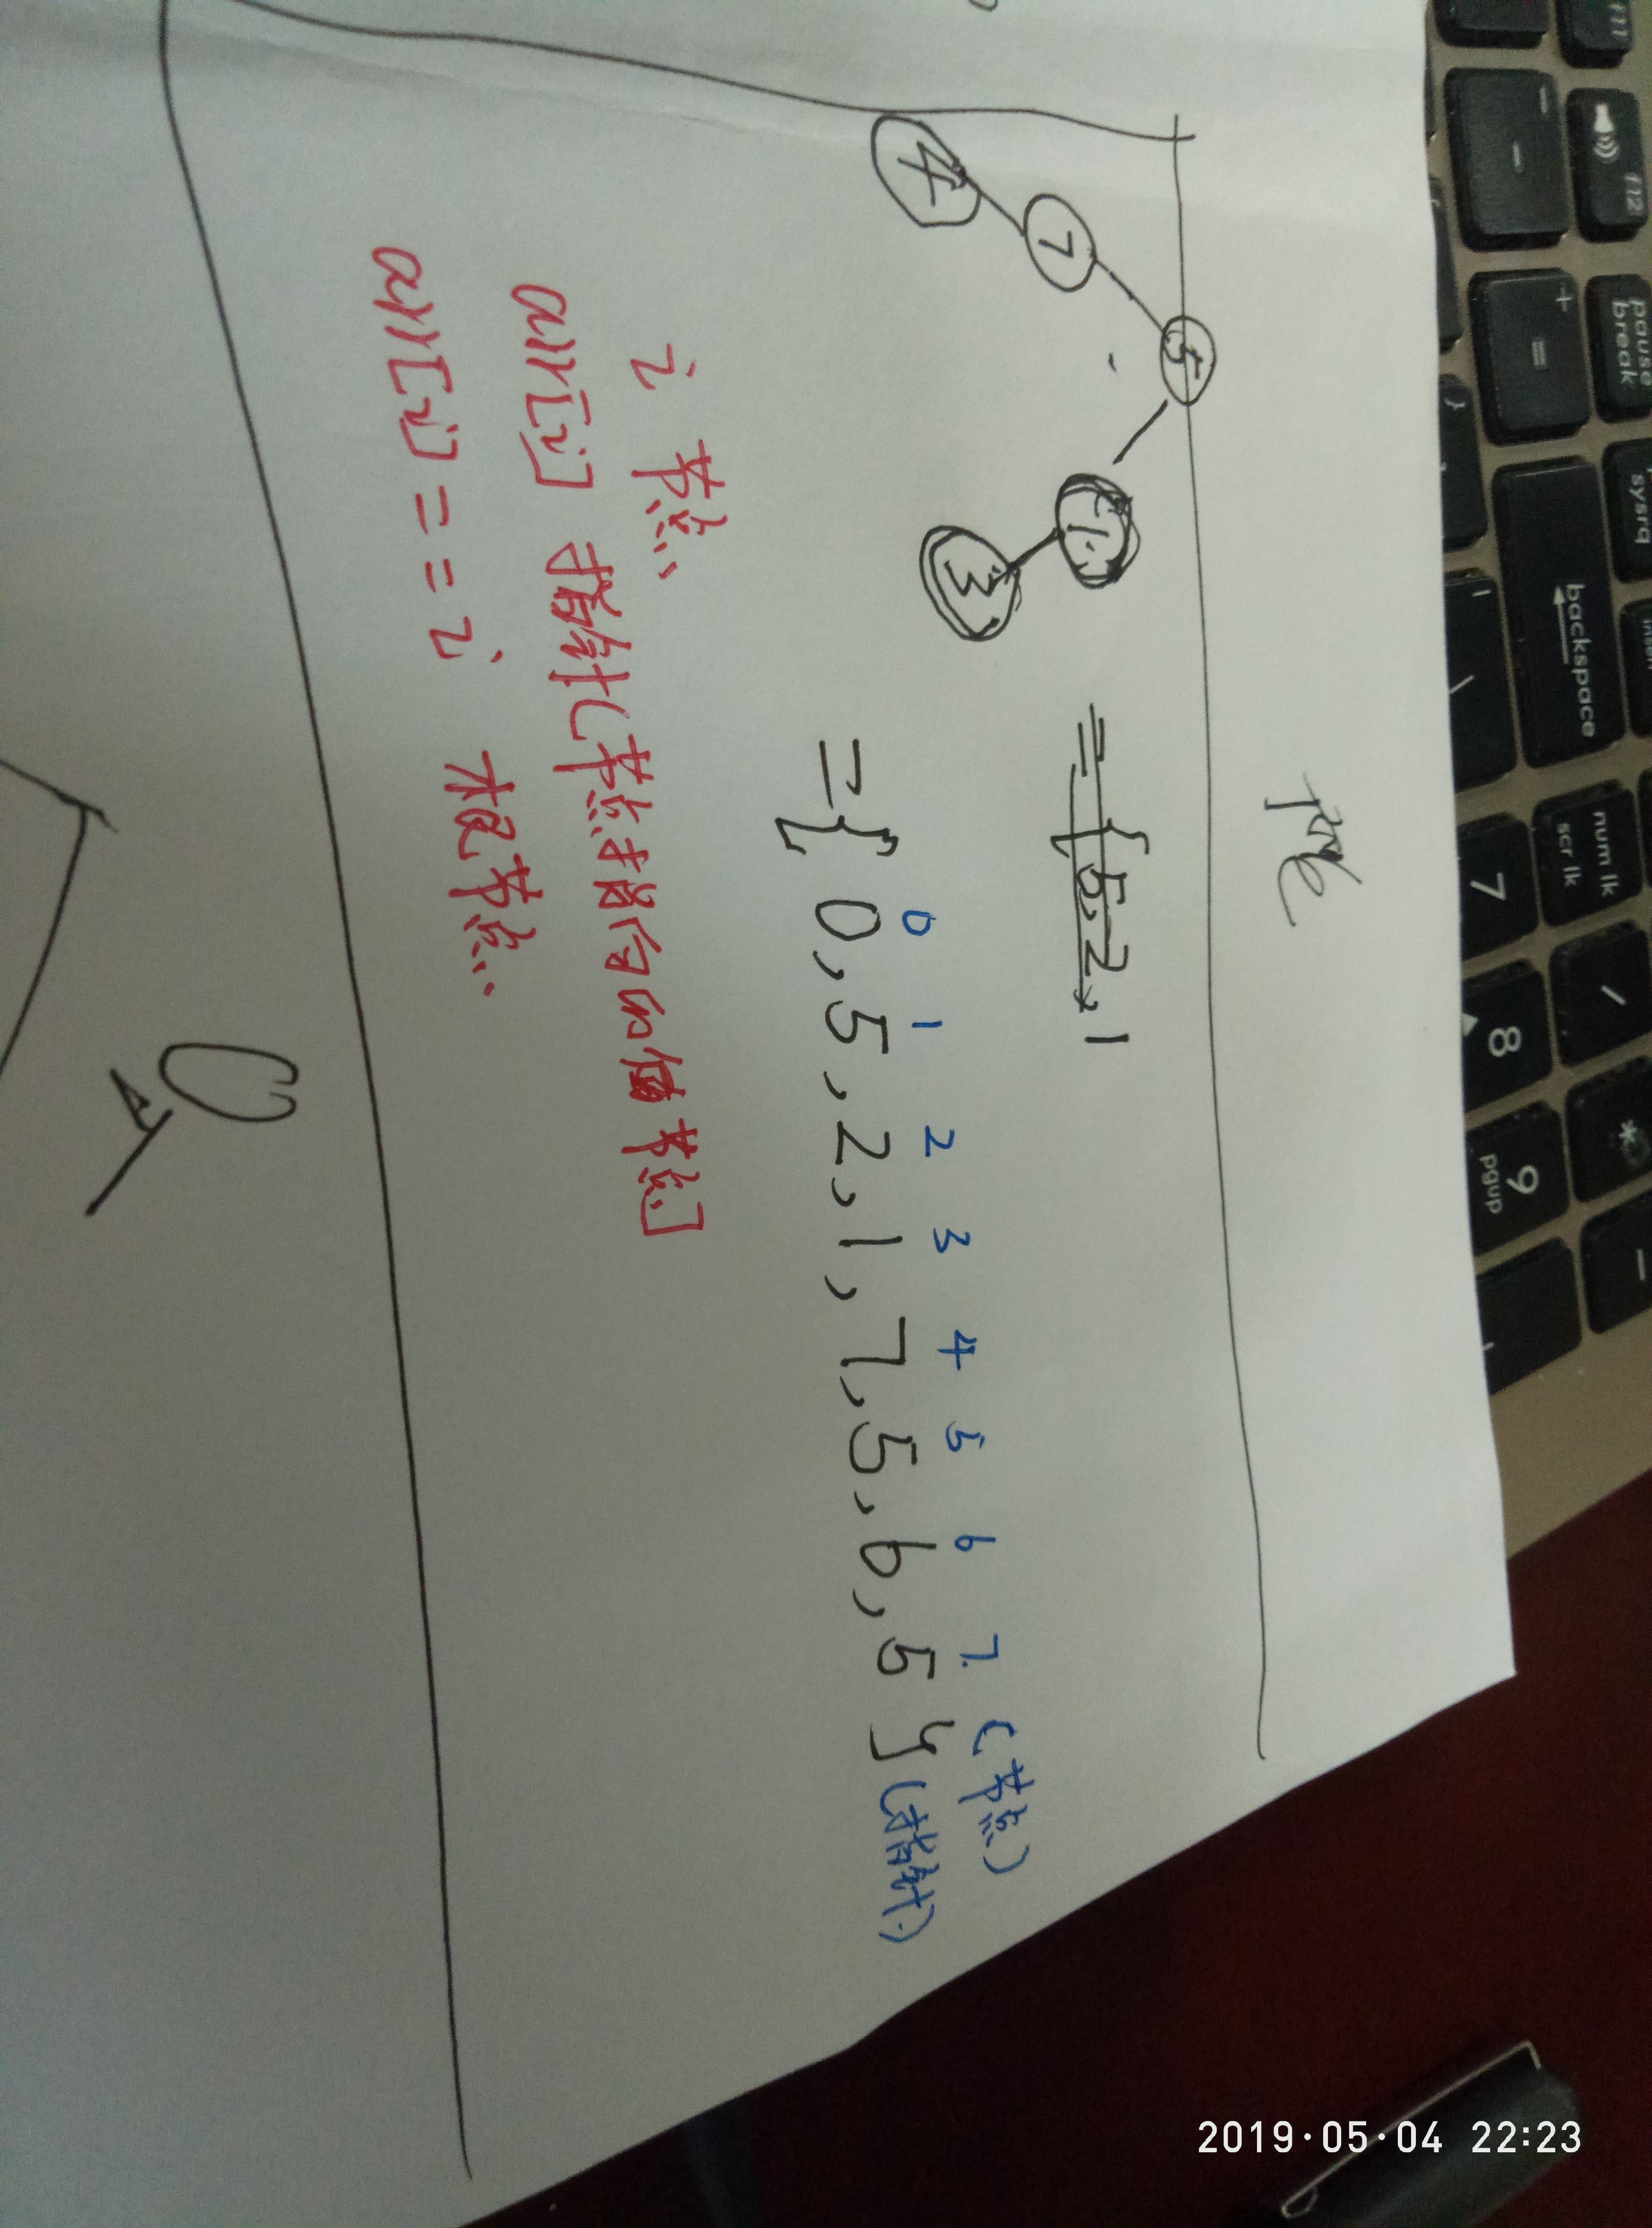 5
7
1
4
3
={5,2,1
0 1 2 3 4 5 6 7. (节点)
={0,5,2,1,7,5,6,5} (指针)
i 节点
arr[i] 指针[节点指向的值节点]
arr[i]==i 根节点
f11
f12
-
+
=
pause
break
sysrq
backspace
num lk
scr lk
7
8
9
pgup
/
*
-
2019·05·04 22:23